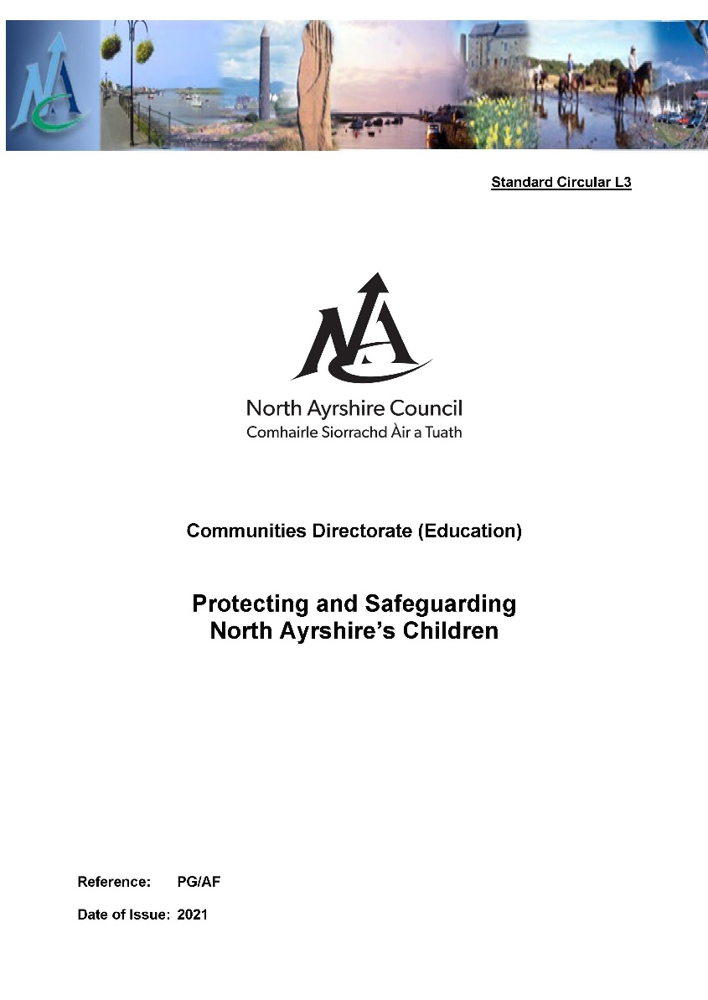 Standard Circular L3
North Ayrshire Council
Comhairle Siorrachd Àir a Tuath
Communities Directorate (Education)
Protecting and Safeguarding
North Ayrshire’s Children
Reference: PG/AF
Date of Issue: 2021